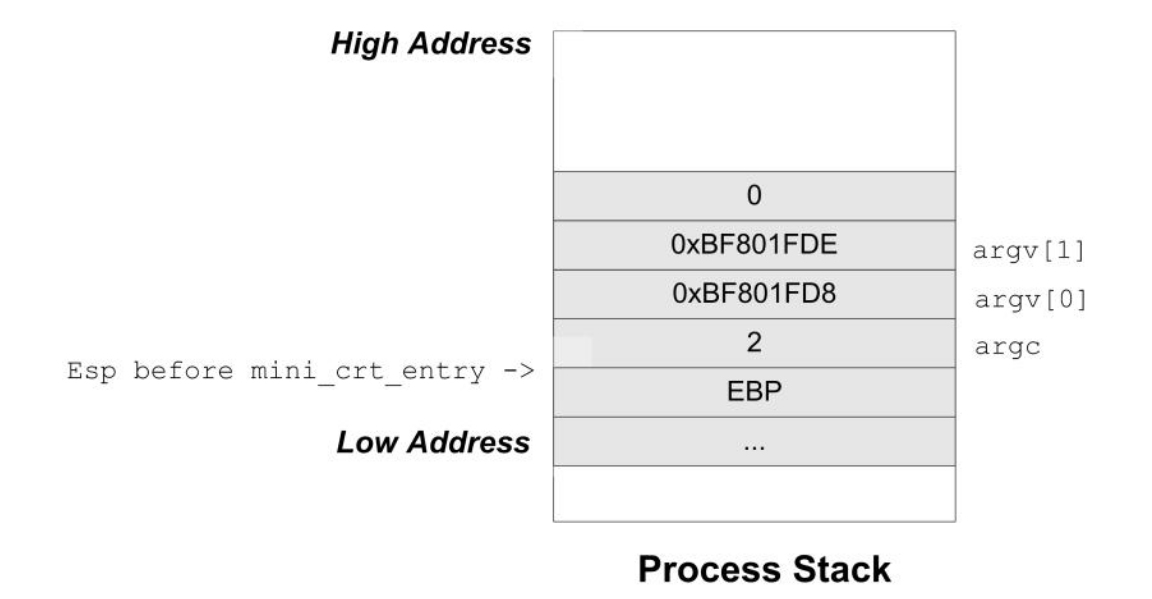 High Address
0
0xBF801FDE argv[1]
0xBF801FD8 argv[0]
2 argc
Esp before mini_crt_entry ->
EBP
Low Address ...
Process Stack